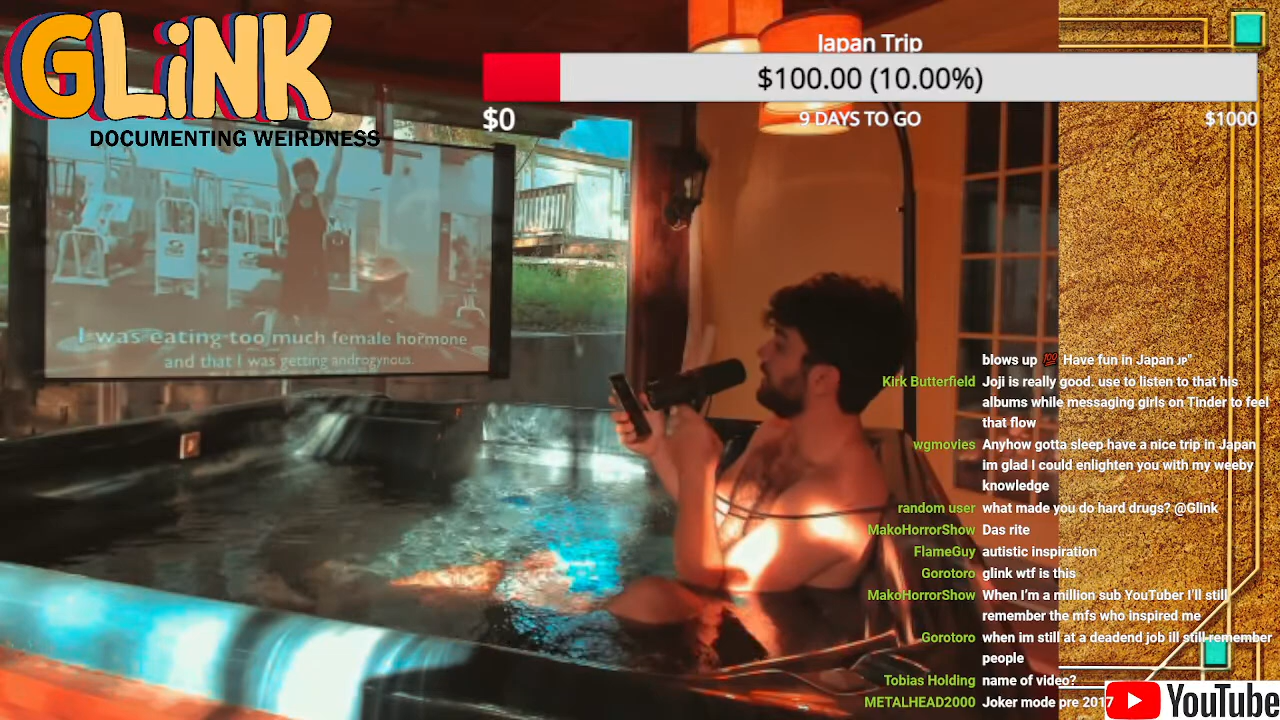 GLiNK
DOCUMENTING WEIRDNESS
Japan Trip
$100.00 (10.00%)
$0
9 DAYS TO GO
$1000
I was eating too much female hormone
and that I was getting androgynous.
blows up 💯 Have fun in Japan JP"
Kirk Butterfield Joji is really good. use to listen to that his
albums while messaging girls on Tinder to feel
that flow
wgmovies Anyhow gotta sleep have a nice trip in Japan
Im glad I could enlighten you with my weeby
knowledge
random user what made you do hard drugs? @Glink
MakoHorrorShow Das rite
FlameGuy autistic inspiration
Gorotoro glink wtf is this
MakoHorrorShow When I'm a million sub YouTuber I'll still
remember the mfs who inspired me
Gorotoro when im still at a deadend job ill still remember
people
Tobias Holding name of video?
METALHEAD2000 Joker mode pre 2017
YouTube